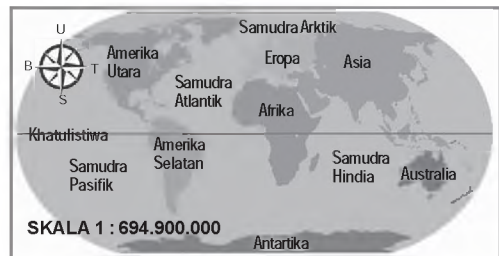 U
B
T
S
Samudra Arktik
Amerika
Utara
Eropa
Asia
Samudra
Atlantik
Afrika
Khatulistiwa
Samudra
Pasifik
Amerika
Selatan
Samudra
Hindia
Australia
SKALA 1 : 694.900.000
Antartika